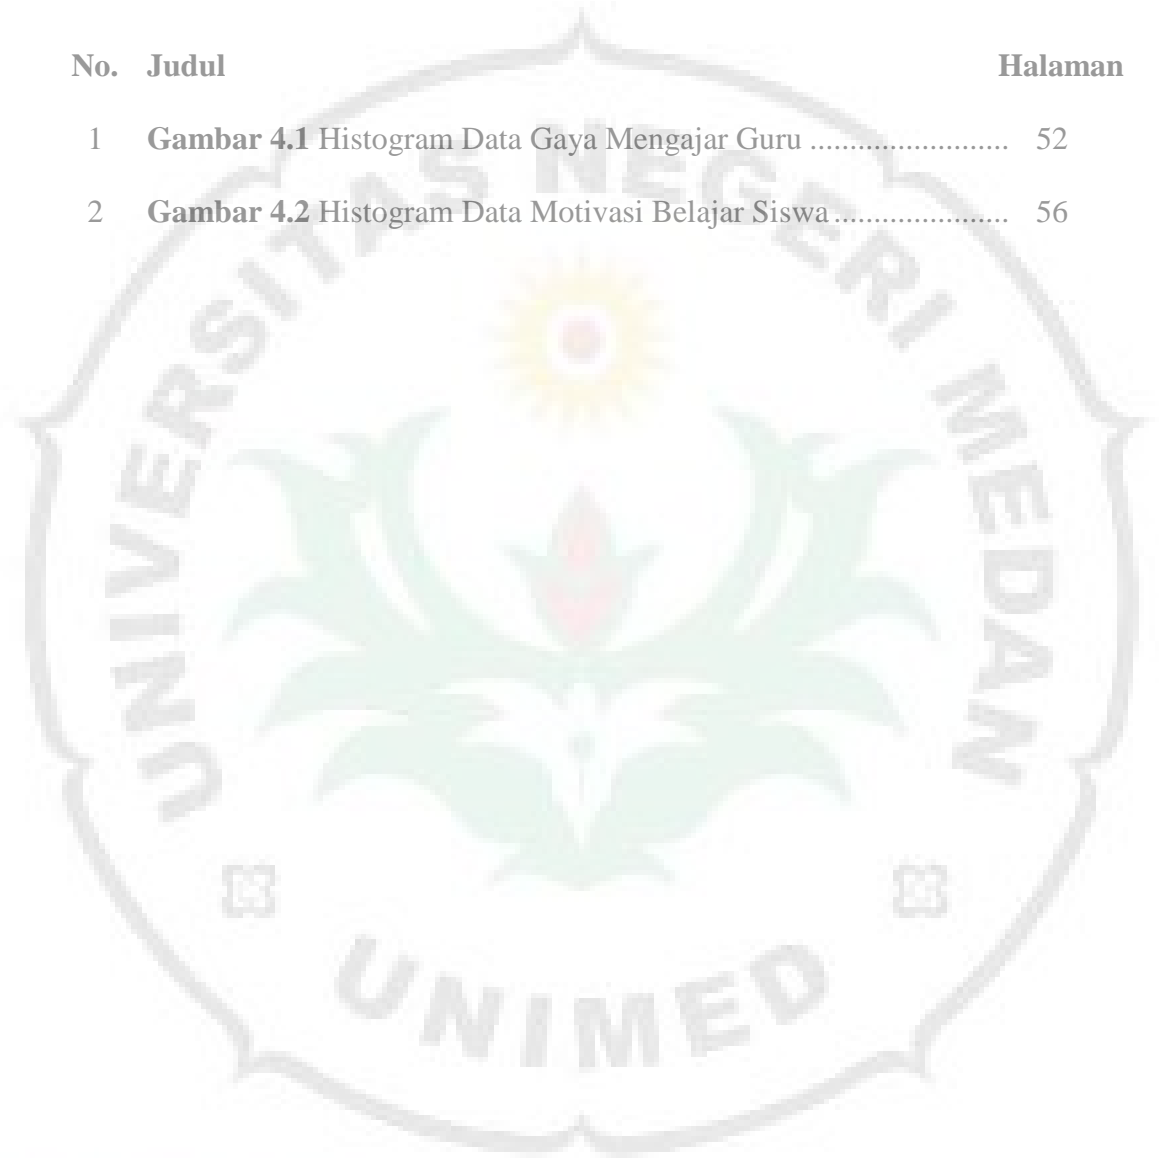 No. Judul Halaman
1 Gambar 4.1 Histogram Data Gaya Mengajar Guru ....................... 52
2 Gambar 4.2 Histogram Data Motivasi Belajar Siswa .................... 56
UNIVERSITAS NEGERI MEDAN
UNIMED